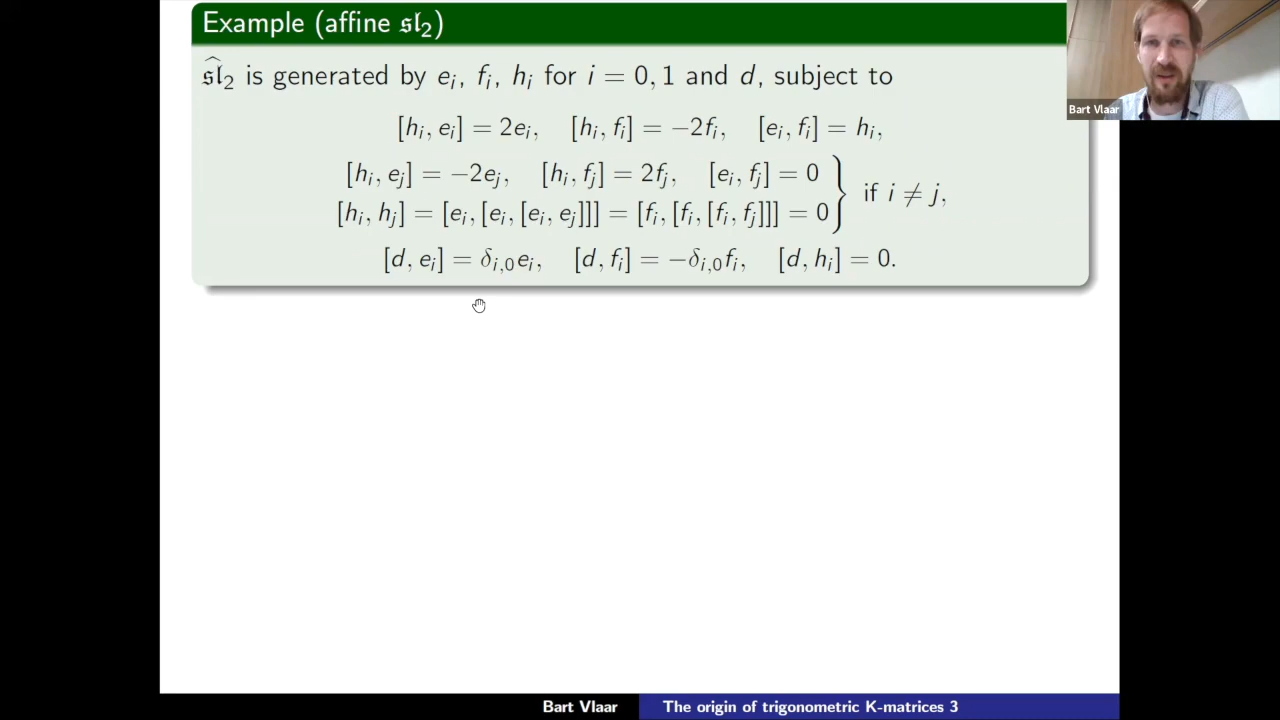 Example (affine 𝔰𝔩₂)
𝔰𝔩̂₂ is generated by eᵢ, fᵢ, hᵢ for i = 0, 1 and d, subject to
[hᵢ, eᵢ] = 2eᵢ, [hᵢ, fᵢ] = −2fᵢ, [eᵢ, fᵢ] = hᵢ,
[hᵢ, eⱼ] = −2eⱼ, [hᵢ, fⱼ] = 2fⱼ, [eᵢ, fⱼ] = 0
[hᵢ, hⱼ] = [eᵢ, [eᵢ, [eᵢ, eⱼ]]] = [fᵢ, [fᵢ, [fᵢ, fⱼ]]] = 0 } if i ≠ j,
[d, eᵢ] = δᵢ,₀eᵢ, [d, fᵢ] = −δᵢ,₀fᵢ, [d, hᵢ] = 0.
Bart Vlaar
Bart Vlaar The origin of trigonometric K-matrices 3